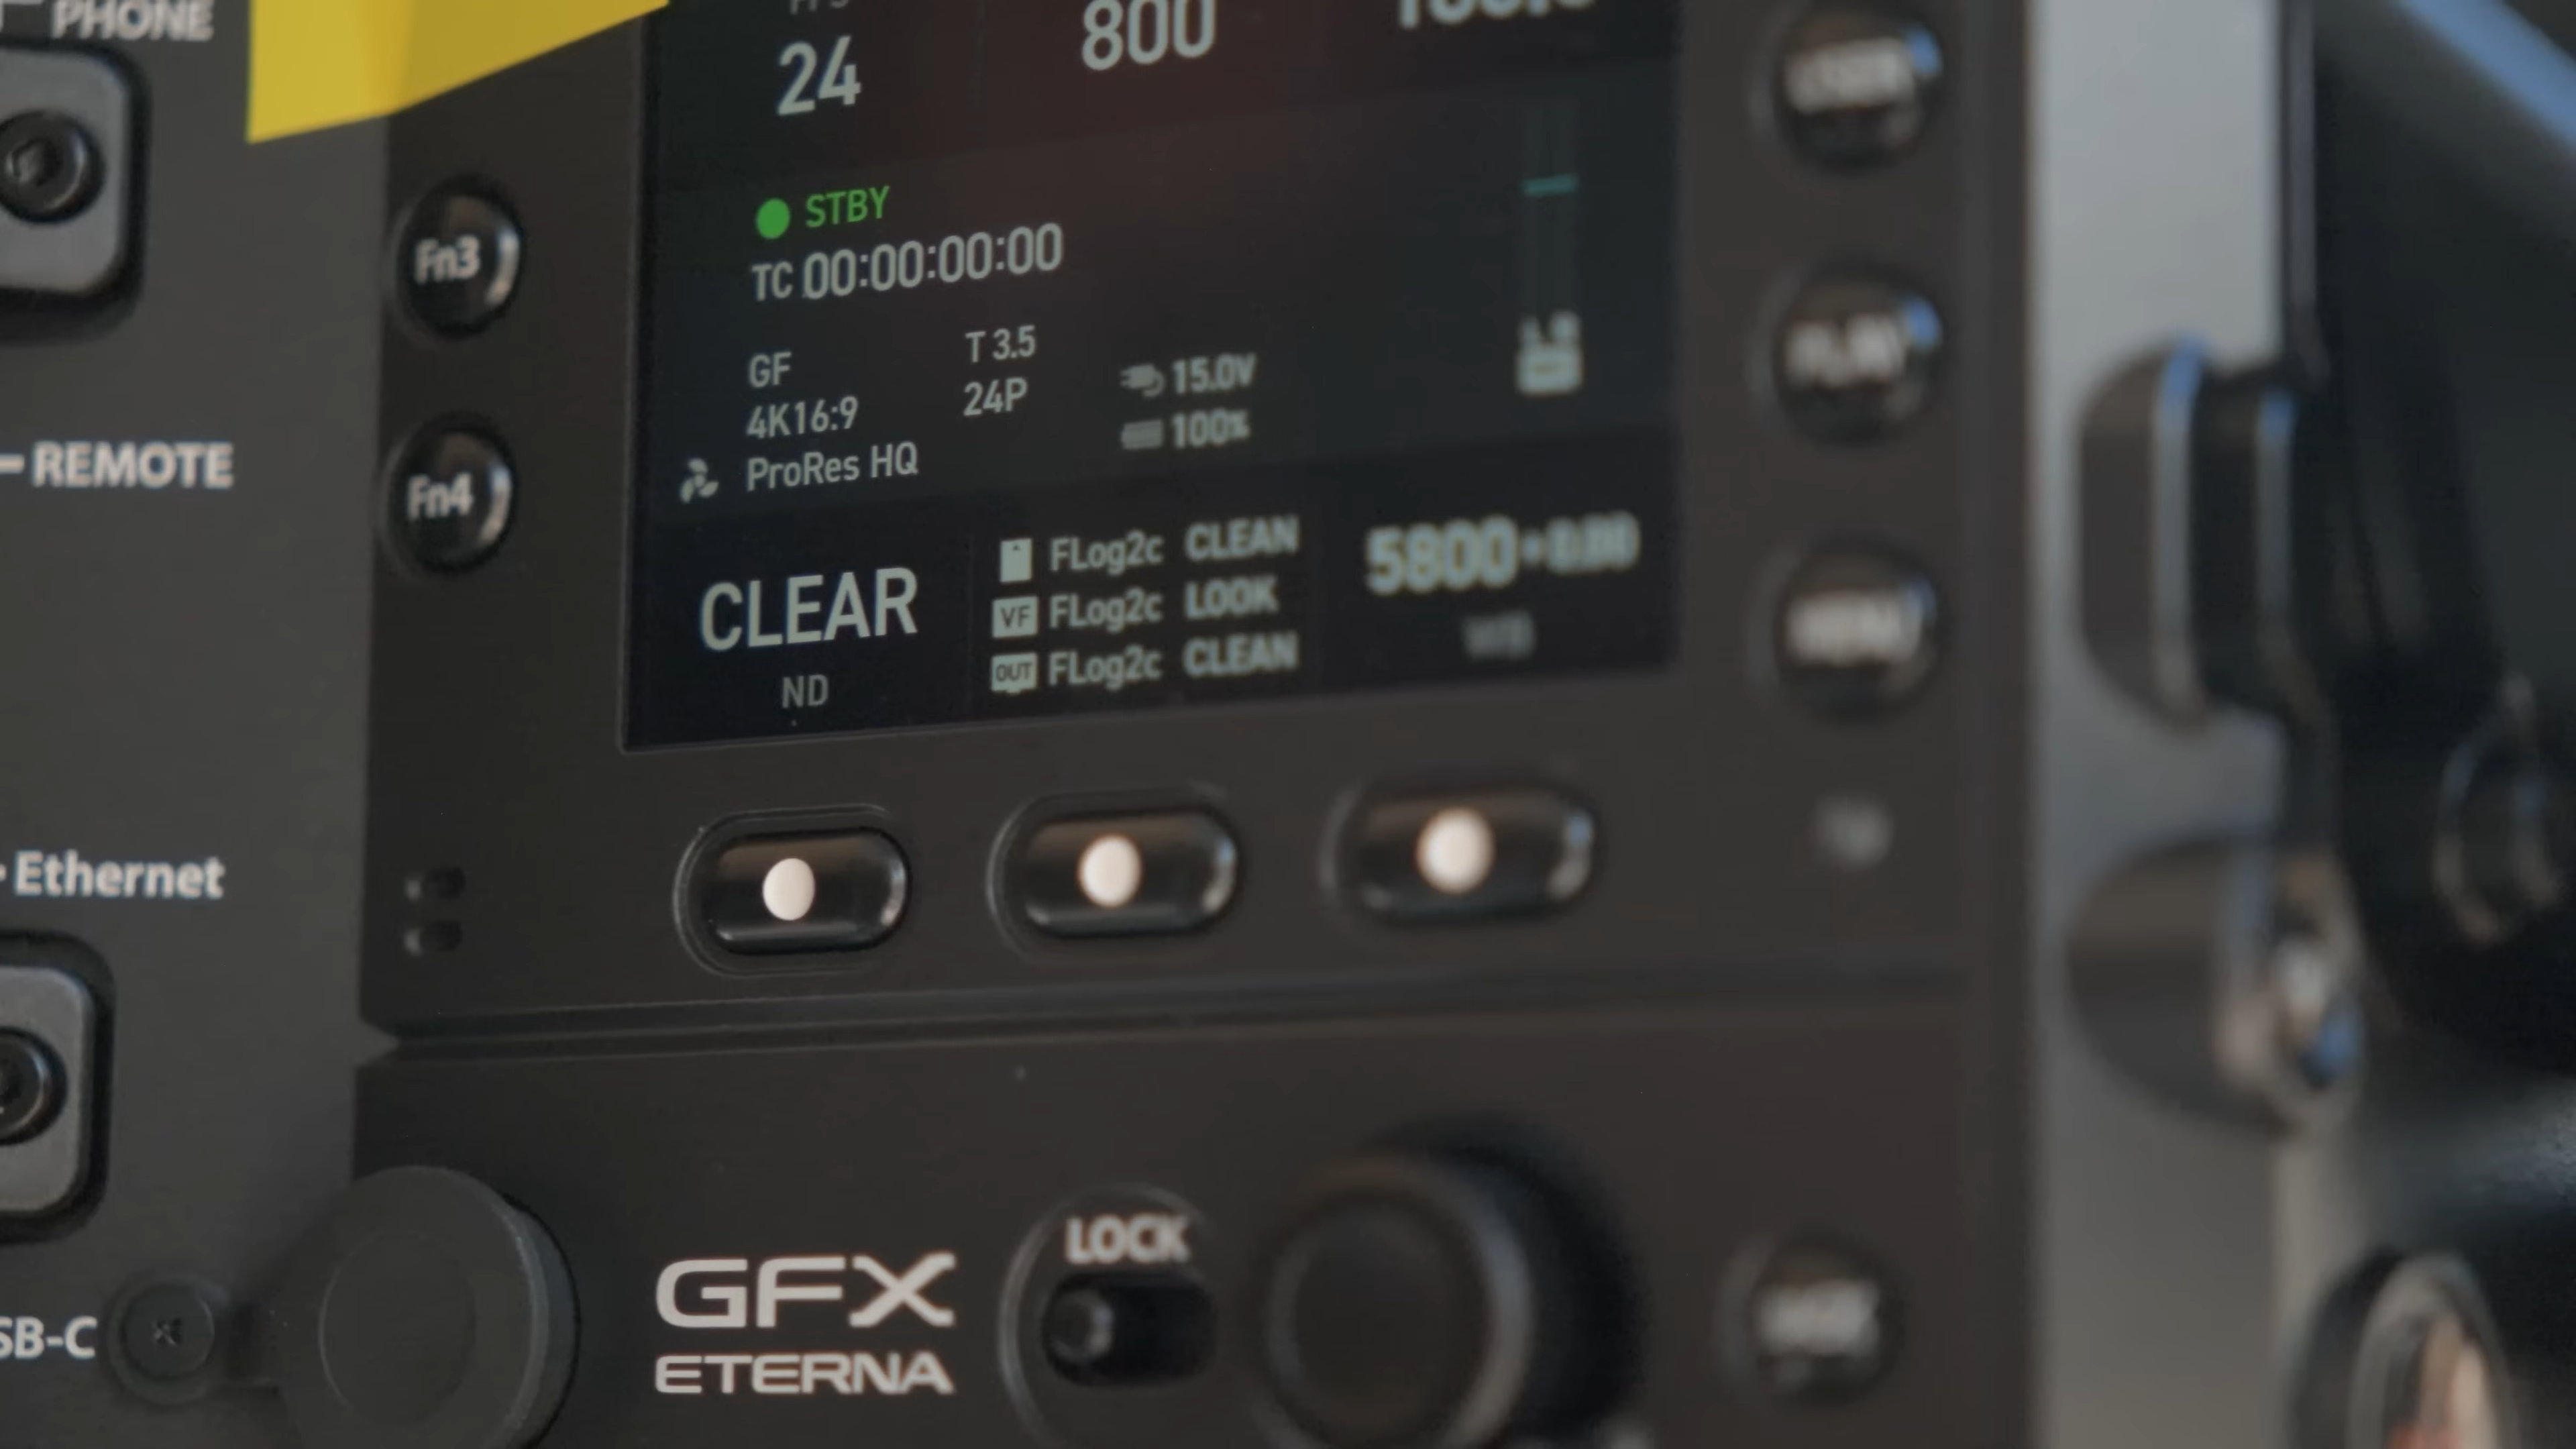 PHONE
24
800
STBY
TC 00:00:00:00
GF
T 3.5
4K16:9
24P
15.0V
100%
ProRes HQ
CLEAR
ND
FLog2c CLEAN
VF FLog2c LOOK
OUT FLog2c CLEAN
5800
WB
Fn3
Fn4
REMOTE
Ethernet
SB-C
MENU
GFX
ETERNA
LOCK